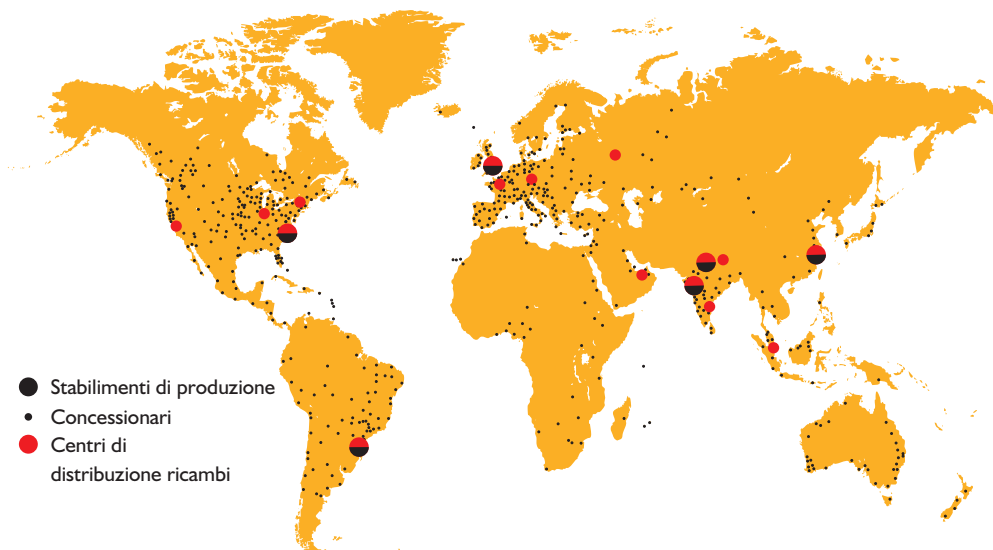 Stabilimenti di produzione
Concessionari
Centri di
distribuzione ricambi